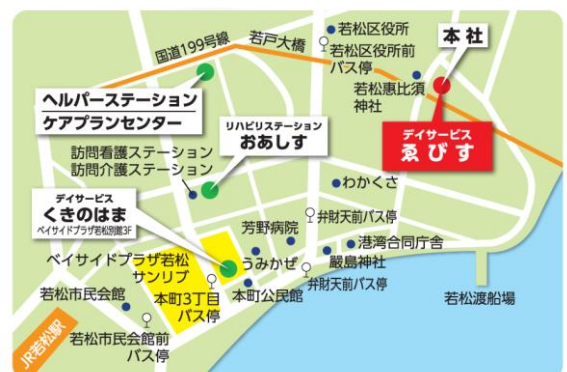 国道199号線
若戸大橋
若松区役所
若松区役所前
バス停
本社
若松恵比須
神社
デイサービス
ゑびす
ヘルパーステーション
ケアプランセンター
リハビリステーション
おあしす
訪問看護ステーション
訪問介護ステーション
わかくさ
デイサービス
くきのはま
ベイサイドプラザ若松別館3F
弁財天前バス停
芳野病院
港湾合同庁舎
ベイサイドプラザ若松
サンリブ
うみかぜ
嚴島神社
弁財天前バス停
本町3丁目
バス停
本町公民館
若松渡船場
若松市民会館
若松市民会館前
バス停
JR若松駅